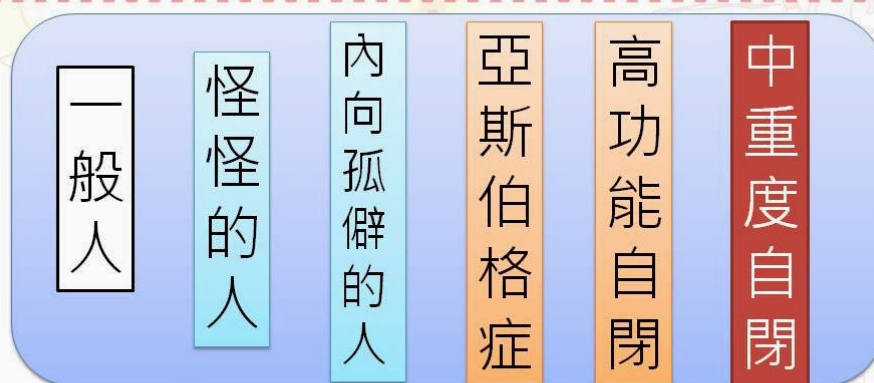 一般人
怪怪的人
內向孤僻的人
亞斯伯格症
高功能自閉
中重度自閉